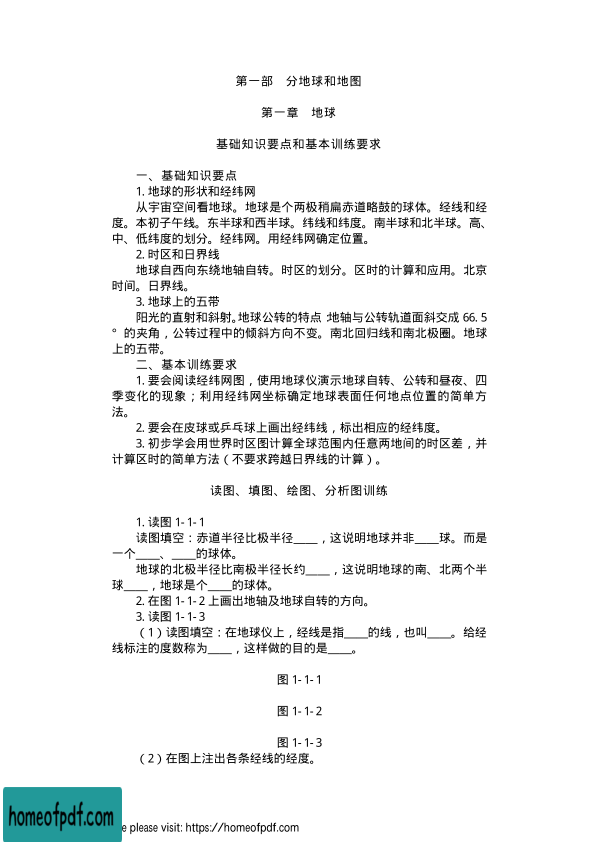 第一部　分地球和地图
第一章　地球
基础知识要点和基本训练要求
一、基础知识要点
1. 地球的形状和经纬网
从宇宙空间看地球。地球是个两极稍扁赤道略鼓的球体。经线和经
度。本初子午线。东半球和西半球。纬线和纬度。南半球和北半球。高、
中、低纬度的划分。经纬网。用经纬网确定位置。
2. 时区和日界线
地球自西向东绕地轴自转。时区的划分。区时的计算和应用。北京
时间。日界线。
3. 地球上的五带
阳光的直射和斜射。地球公转的特点 地轴与公转轨道面斜交成 66. 5
° 的夹角，公转过程中的倾斜方向不变。南北回归线和南北极圈。地球
上的五带。
二、基本训练要求
1. 要会阅读经纬网图，使用地球仪演示地球自转、公转和昼夜、四
季变化的现象；利用经纬网坐标确定地球表面任何地点位置的简单方
法。
2. 要会在皮球或乒乓球上画出经纬线，标出相应的经纬度。
3. 初步学会用世界时区图计算全球范围内任意两地间的时区差，并
计算区时的简单方法（不要求跨越日界线的计算）。
读图、填图、绘图、分析图训练
1. 读图 1- 1- 1
读图填空：赤道半径比极半径____，这说明地球并非____球。而是
一个____、____的球体。
地球的北极半径比南极半径长约____，这说明地球的南、北两个半
球____，地球是个____的球体。
2. 在图 1- 1- 2 上画出地轴及地球自转的方向。
3. 读图 1- 1- 3
（1）读图填空：在地球仪上，经线是指____的线，也叫____。给经
线标注的度数称为____，这样做的目的是____。
图 1- 1- 1
图 1- 1- 2
图 1- 1- 3
（2）在图上注出各条经线的经度。
homeofpdf.com
e please visit: https://homeofpdf.com